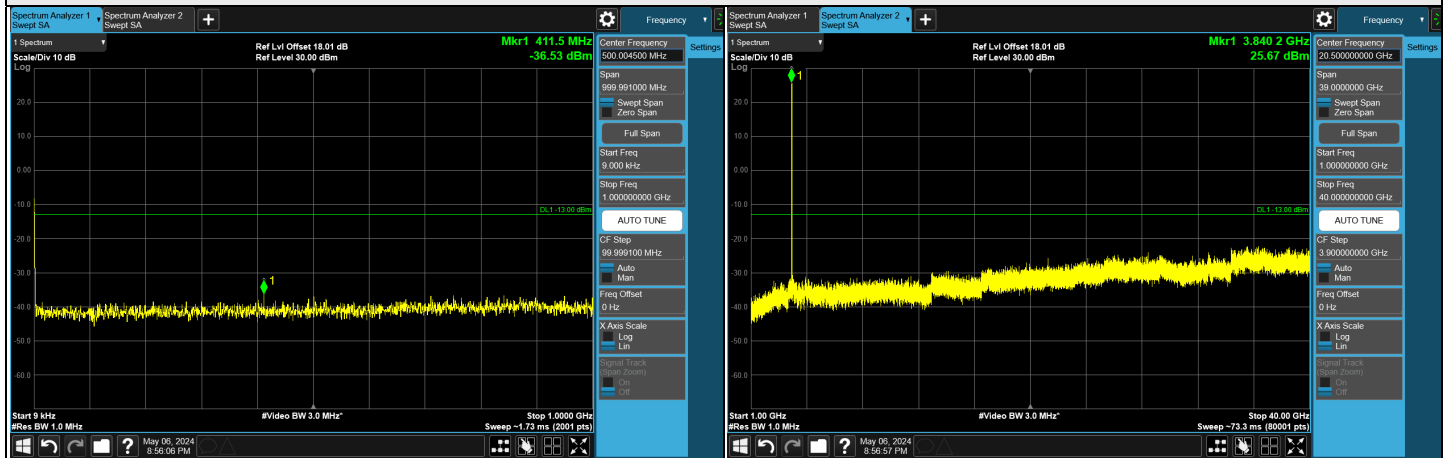 Spectrum Analyzer 1
Swept SA
Spectrum Analyzer 2
Swept SA
Frequency
1 Spectrum
Scale/Div 10 dB
Log
Ref Lvl Offset 18.01 dB
Ref Level 30.00 dBm
Mkr1 411.5 MHz
-36.53 dBm
1
20.0
10.0
0.00
-10.0
-20.0
-30.0
-40.0
-50.0
-60.0
DL1 -13.00 dBm
Start 9 kHz
#Res BW 1.0 MHz
#Video BW 3.0 MHz*
Stop 1.0000 GHz
Sweep ~1.73 ms (2001 pts)
Center Frequency
500.004500 MHz
Settings
Span
999.991000 MHz
Swept Span
Zero Span
Full Span
Start Freq
9.000 kHz
Stop Freq
1.000000000 GHz
AUTO TUNE
CF Step
99.999100 MHz
Auto
Man
Freq Offset
0 Hz
X Axis Scale
Log
Lin
Signal Track
(Span Zoom)
On
Off
?
May 06, 2024
8:56:06 PM
Spectrum Analyzer 1
Swept SA
Spectrum Analyzer 2
Swept SA
Frequency
1 Spectrum
Scale/Div 10 dB
Log
Ref Lvl Offset 18.01 dB
Ref Level 30.00 dBm
Mkr1 3.840 2 GHz
25.67 dBm
1
20.0
10.0
0.00
-10.0
-20.0
-30.0
-40.0
-50.0
-60.0
DL1 -13.00 dBm
Start 1.00 GHz
#Res BW 1.0 MHz
#Video BW 3.0 MHz*
Stop 40.00 GHz
Sweep ~73.3 ms (80001 pts)
Center Frequency
20.500000000 GHz
Settings
Span
39.0000000 GHz
Swept Span
Zero Span
Full Span
Start Freq
1.000000000 GHz
Stop Freq
40.000000000 GHz
AUTO TUNE
CF Step
3.900000000 GHz
Auto
Man
Freq Offset
0 Hz
X Axis Scale
Log
Lin
Signal Track
(Span Zoom)
On
Off
?
May 06, 2024
8:56:57 PM